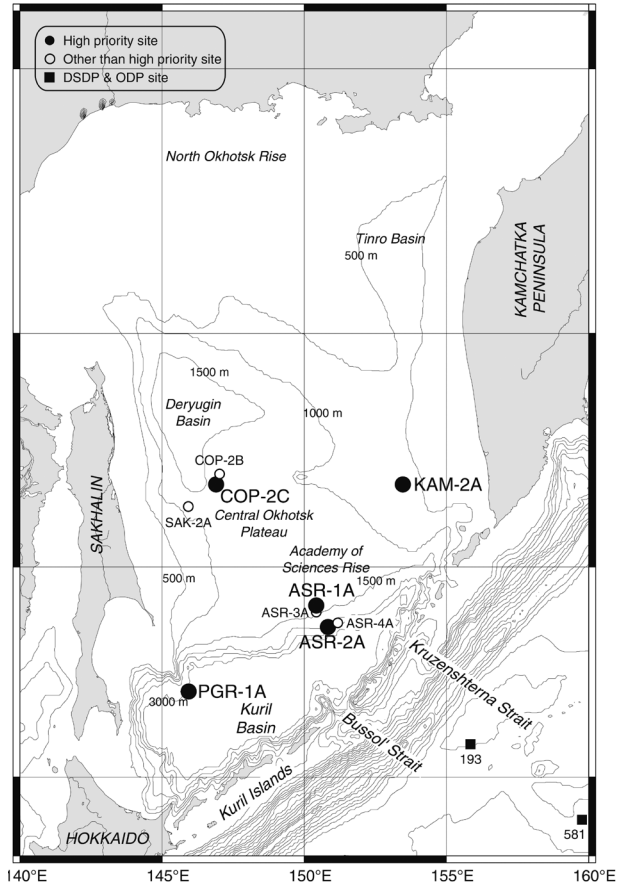 High priority site
Other than high priority site
DSDP & ODP site
North Okhotsk Rise
Tinro Basin
500 m
KAMCHATKA
PENINSULA
1500 m
Deryugin
Basin
1000 m
COP-2B
COP-2C
KAM-2A
SAK-2A
Central Okhotsk
Plateau
SAKHALIN
Academy of
Sciences Rise
500 m
1500 m
ASR-1A
ASR-3A
ASR-4A
ASR-2A
Kruzenshterna Strait
PGR-1A
3000 m
Kuril
Basin
Bussol' Strait
193
Kuril Islands
581
HOKKAIDO
140°E
145°E
150°E
155°E
160°E